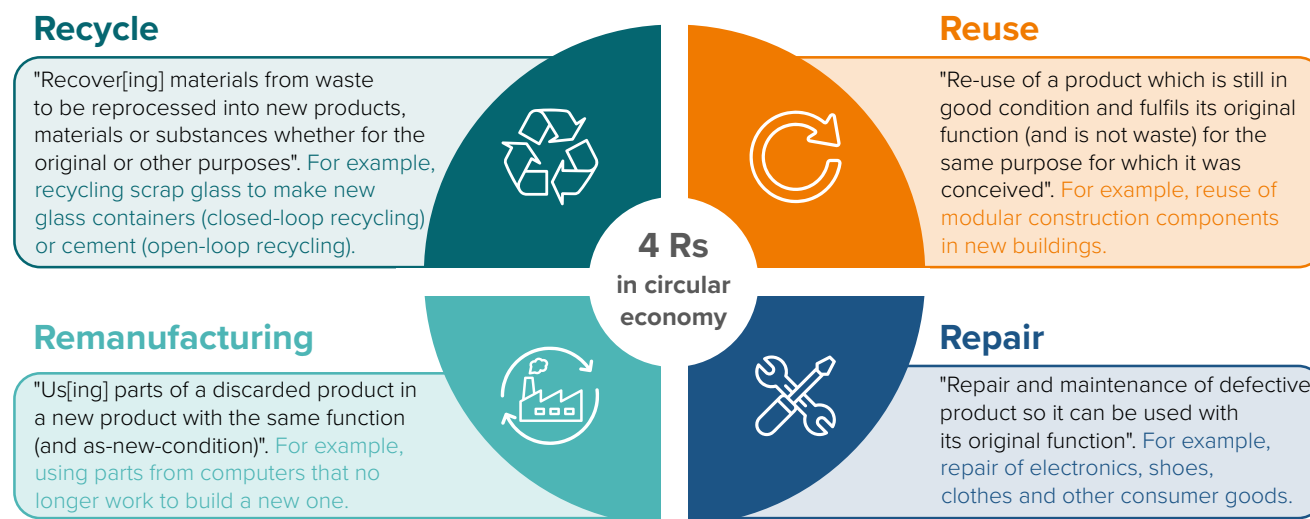 Recycle
"Recover[ing] materials from waste
to be reprocessed into new products,
materials or substances whether for the
original or other purposes". For example,
recycling scrap glass to make new
glass containers (closed-loop recycling)
or cement (open-loop recycling).
Reuse
"Re-use of a product which is still in
good condition and fulfils its original
function (and is not waste) for the
same purpose for which it was
conceived". For example, reuse of
modular construction components
in new buildings.
4 Rs
in circular
economy
Remanufacturing
"Us[ing] parts of a discarded product in
a new product with the same function
(and as-new-condition)". For example,
using parts from computers that no
longer work to build a new one.
Repair
"Repair and maintenance of defective
product so it can be used with
its original function". For example,
repair of electronics, shoes,
clothes and other consumer goods.